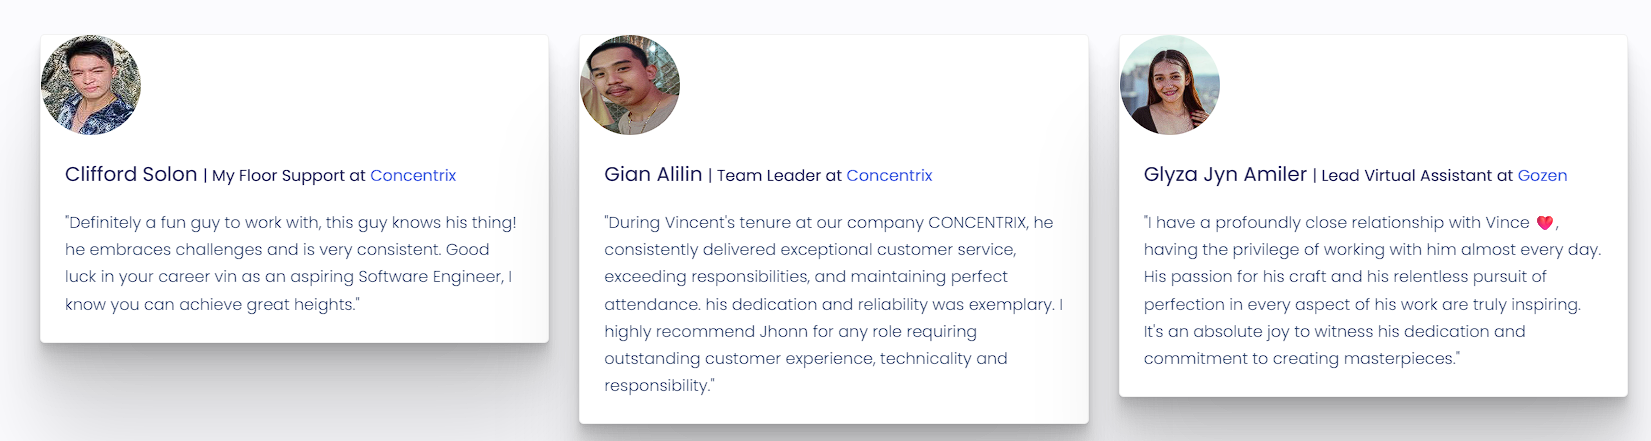 Clifford Solon | My Floor Support at Concentrix
"Definitely a fun guy to work with, this guy knows his thing!
he embraces challenges and is very consistent. Good
luck in your career vin as an aspiring Software Engineer, I
know you can achieve great heights."
Gian Alilin | Team Leader at Concentrix
"During Vincent's tenure at our company CONCENTRIX, he
consistently delivered exceptional customer service,
exceeding responsibilities, and maintaining perfect
attendance. his dedication and reliability was exemplary. I
highly recommend Jhonn for any role requiring
outstanding customer experience, technicality and
responsibility."
Glyza Jyn Amiler | Lead Virtual Assistant at Gozen
"I have a profoundly close relationship with Vince ❤️,
having the privilege of working with him almost every day.
His passion for his craft and his relentless pursuit of
perfection in every aspect of his work are truly inspiring.
It's an absolute joy to witness his dedication and
commitment to creating masterpieces."